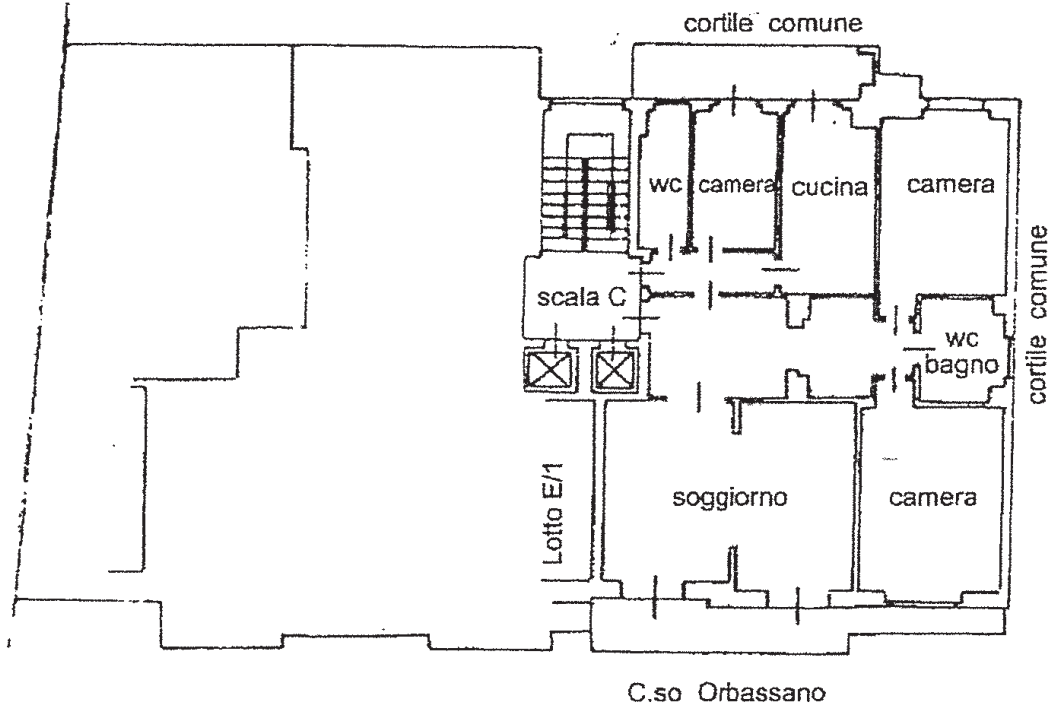 cortile comune
wc
camera
cucina
camera
scala C
wc
bagno
cortile comune
Lotto E/1
soggiorno
camera
C.so Orbassano